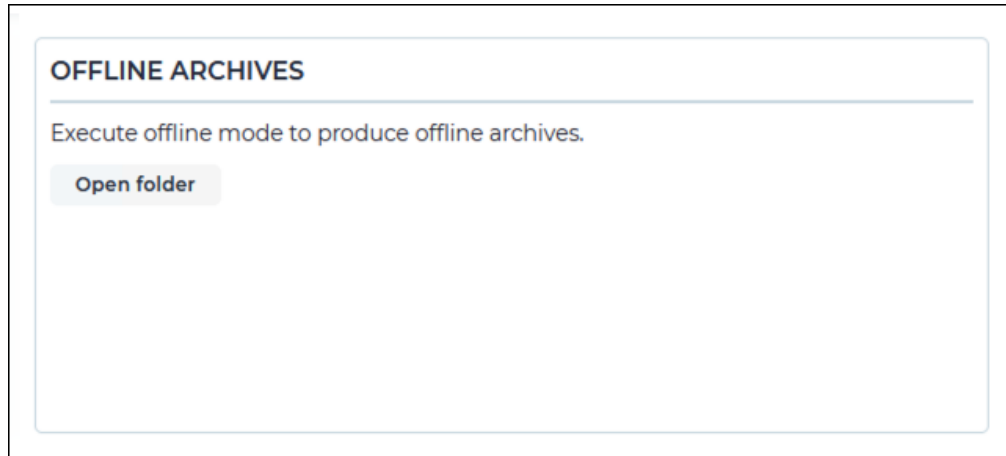 OFFLINE ARCHIVES
Execute offline mode to produce offline archives.
Open folder